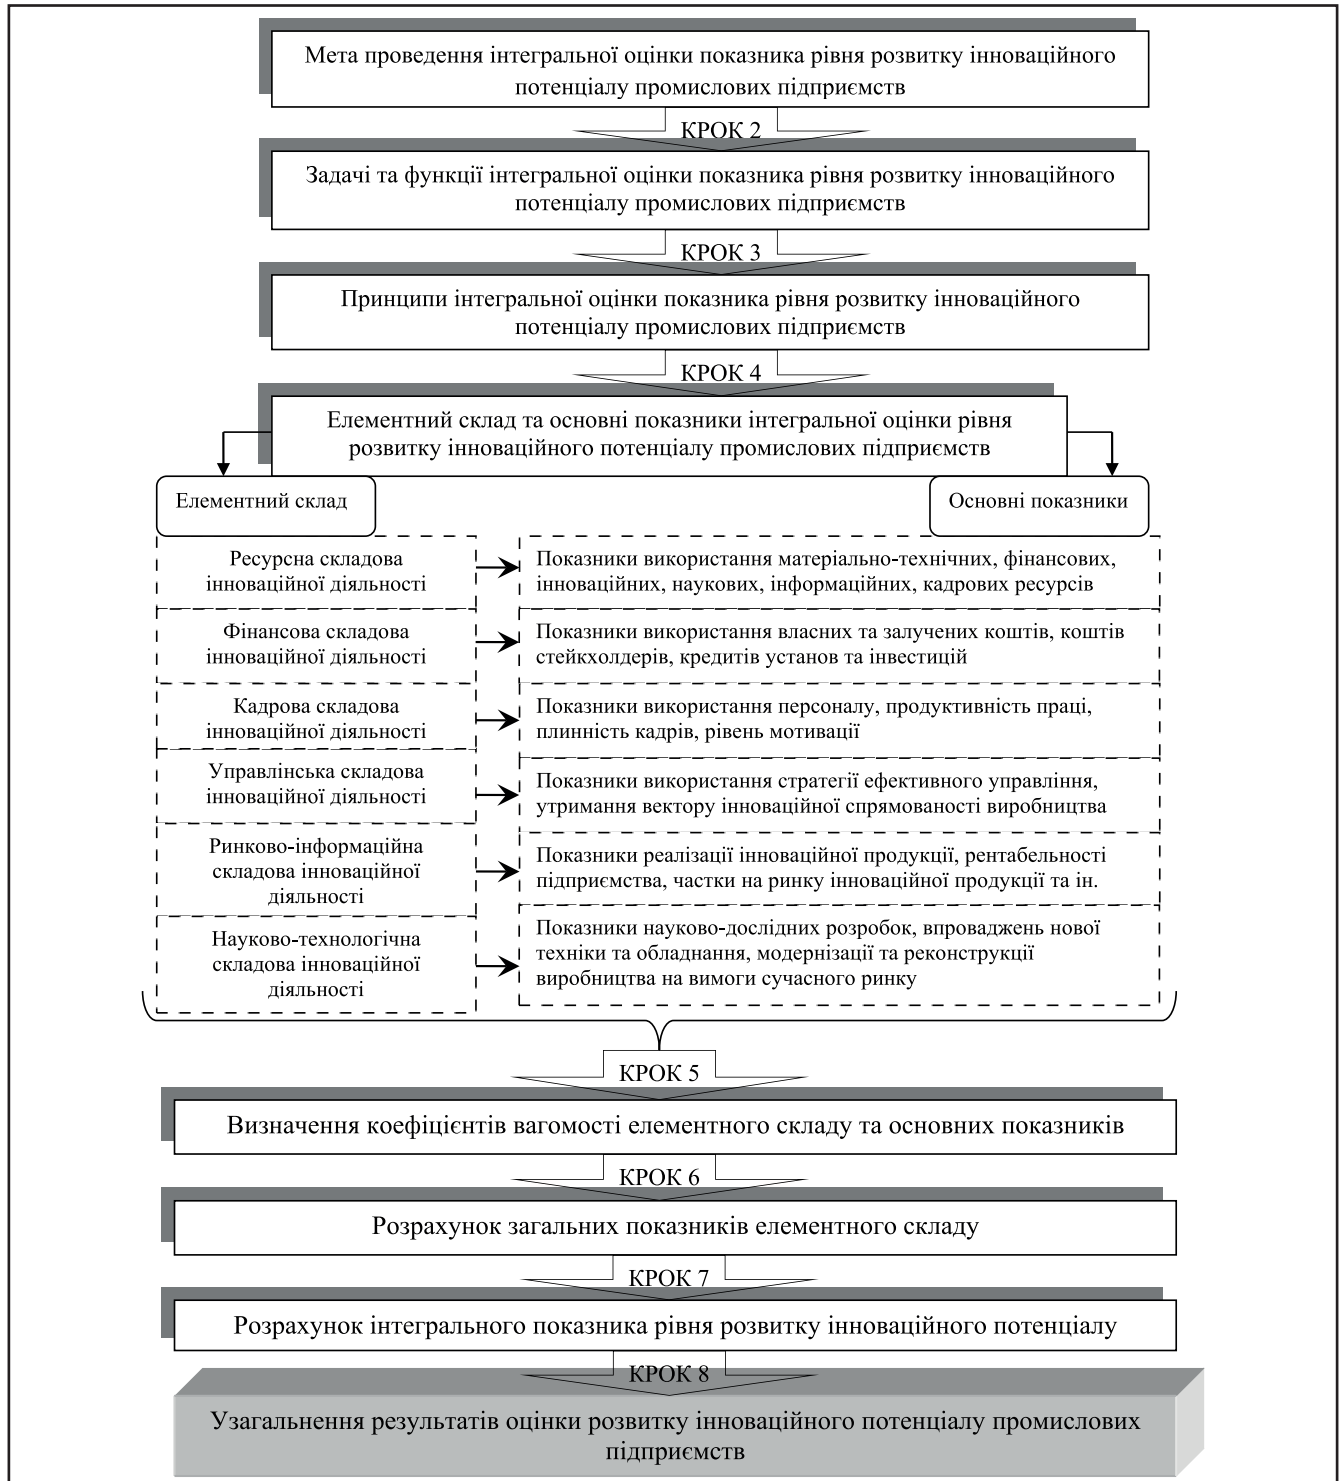 Мета проведення інтегральної оцінки показника рівня розвитку інноваційного
потенціалу промислових підприємств
КРОК 2
Задачі та функції інтегральної оцінки показника рівня розвитку інноваційного
потенціалу промислових підприємств
КРОК 3
Принципи інтегральної оцінки показника рівня розвитку інноваційного
потенціалу промислових підприємств
КРОК 4
Елементний склад та основні показники інтегральної оцінки рівня
розвитку інноваційного потенціалу промислових підприємств
Елементний склад
Основні показники
Ресурсна складова
інноваційної діяльності
Показники використання матеріально-технічних, фінансових,
інноваційних, наукових, інформаційних, кадрових ресурсів
Фінансова складова
інноваційної діяльності
Показники використання власних та залучених коштів, коштів
стейкхолдерів, кредитів установ та інвестицій
Кадрова складова
інноваційної діяльності
Показники використання персоналу, продуктивність праці,
плинність кадрів, рівень мотивації
Управлінська складова
інноваційної діяльності
Показники використання стратегії ефективного управління,
утримання вектору інноваційної спрямованості виробництва
Ринково-інформаційна
складова інноваційної
діяльності
Показники реалізації інноваційної продукції, рентабельності
підприємства, частки на ринку інноваційної продукції та ін.
Науково-технологічна
складова інноваційної
діяльності
Показники науково-дослідних розробок, впроваджень нової
техніки та обладнання, модернізації та реконструкції
виробництва на вимоги сучасного ринку
КРОК 5
Визначення коефіцієнтів вагомості елементного складу та основних показників
КРОК 6
Розрахунок загальних показників елементного складу
КРОК 7
Розрахунок інтегрального показника рівня розвитку інноваційного потенціалу
КРОК 8
Узагальнення результатів оцінки розвитку інноваційного потенціалу промислових
підприємств